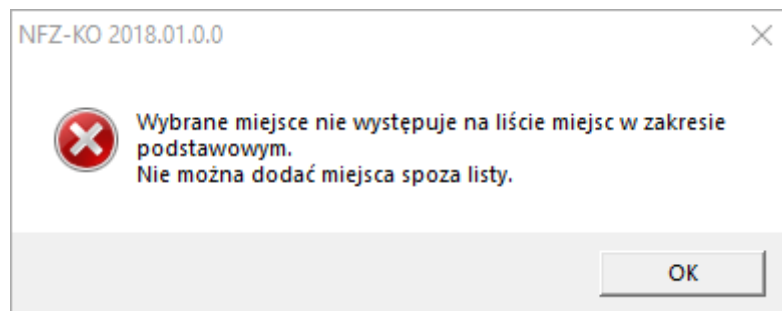 NFZ-KO 2018.01.0.0
Wybrane miejsce nie występuje na liście miejsc w zakresie
podstawowym.
Nie można dodać miejsca spoza listy.
OK